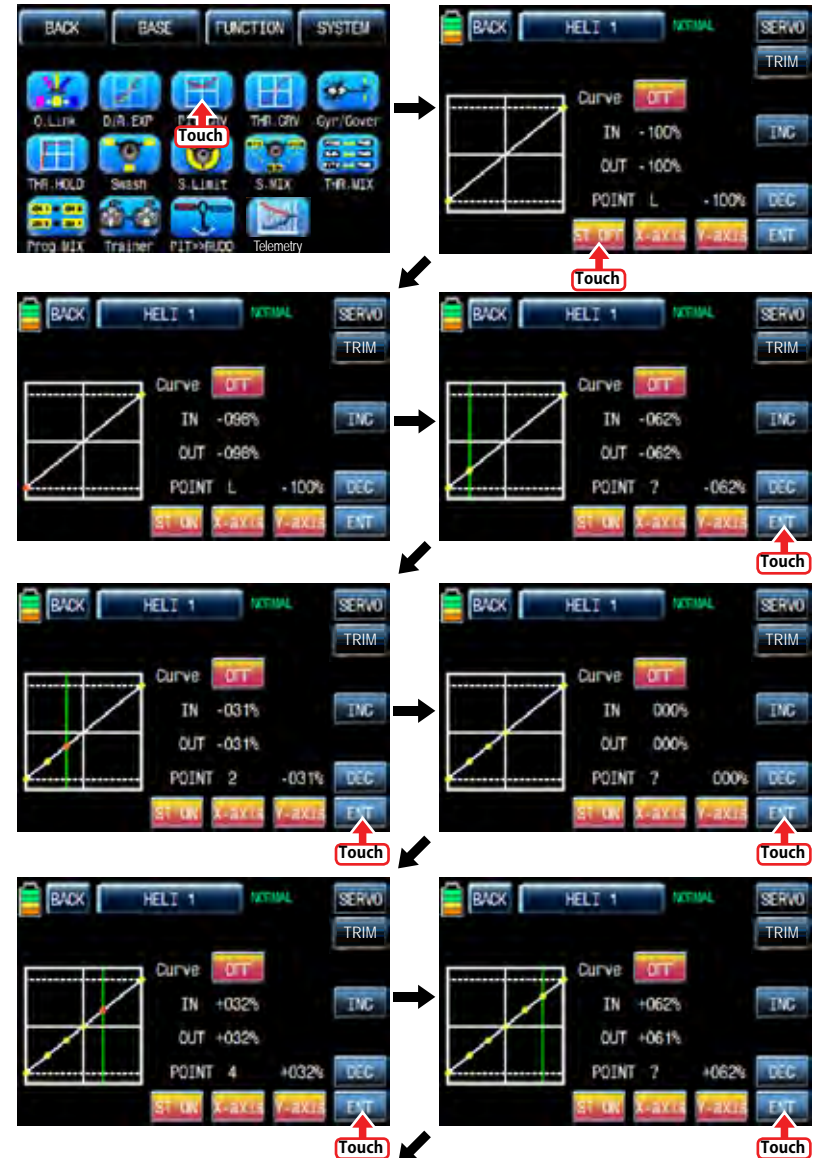 BACK BASE FUNCTION SYSTEM
Q.Link D/R.EXP THR.CRV Gyr/Gover
Touch
THR.HOLD Swash S.Limit S.MIX THR.MIX
Prog MIX Trainer PIT>>RUDD Telemetry
BACK HELI 1 NORMAL SERVO
TRIM
Curve OFF
IN -100% INC
OUT -100%
POINT L -100% DEC
ST OFF X-axis Y-axis ENT
Touch
BACK HELI 1 NORMAL SERVO
TRIM
Curve OFF
IN -098% INC
OUT -098%
POINT L -100% DEC
ST ON X-axis Y-axis ENT
BACK HELI 1 NORMAL SERVO
TRIM
Curve OFF
IN -062% INC
OUT -062%
POINT ? -062% DEC
ST ON X-axis Y-axis ENT
Touch
BACK HELI 1 NORMAL SERVO
TRIM
Curve OFF
IN -031% INC
OUT -031%
POINT 2 -031% DEC
ST ON X-axis Y-axis ENT
Touch
BACK HELI 1 NORMAL SERVO
TRIM
Curve OFF
IN 000% INC
OUT 000%
POINT ? 000% DEC
ST ON X-axis Y-axis ENT
Touch
BACK HELI 1 NORMAL SERVO
TRIM
Curve OFF
IN +032% INC
OUT +032%
POINT 4 +032% DEC
ST ON X-axis Y-axis ENT
Touch
BACK HELI 1 NORMAL SERVO
TRIM
Curve OFF
IN +062% INC
OUT +061%
POINT ? +062% DEC
ST ON X-axis Y-axis ENT
Touch